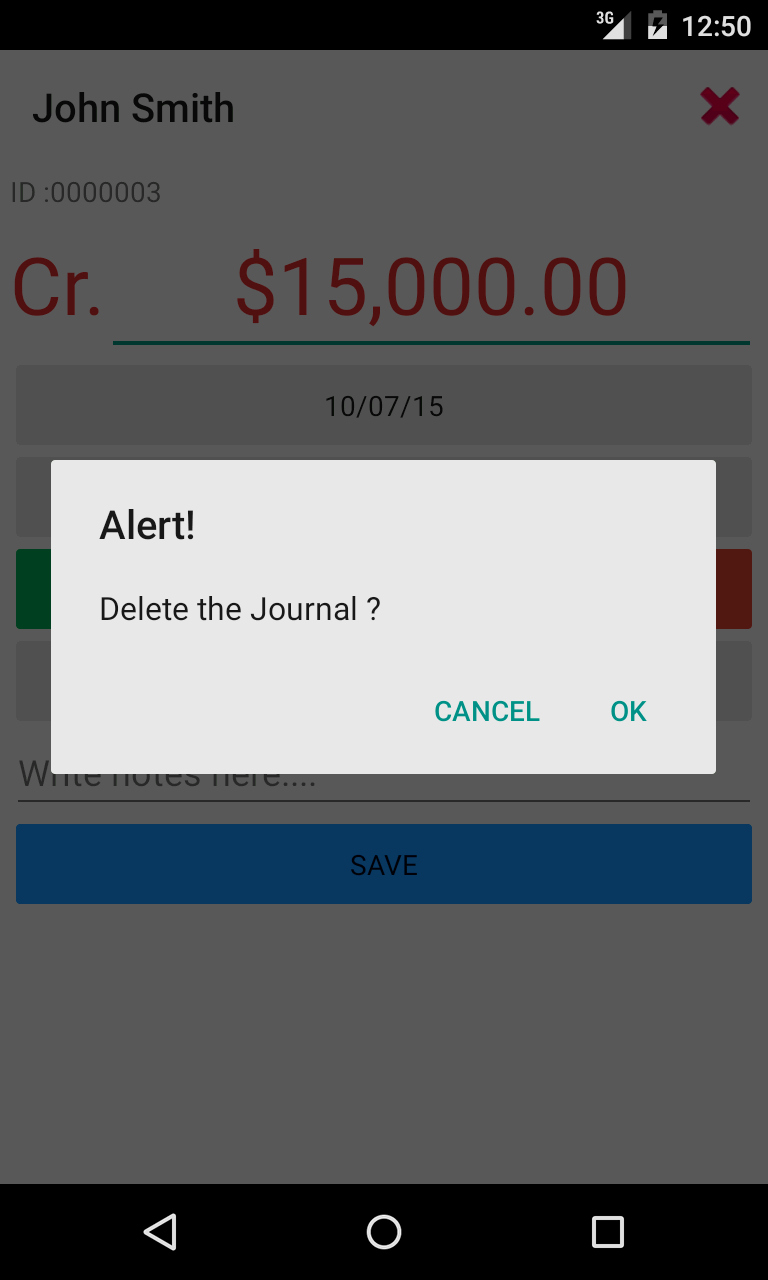 3G 12:50
John Smith
ID :0000003
Cr. $15,000.00
10/07/15
Alert!
Delete the Journal ?
CANCEL OK
Write notes here....
SAVE